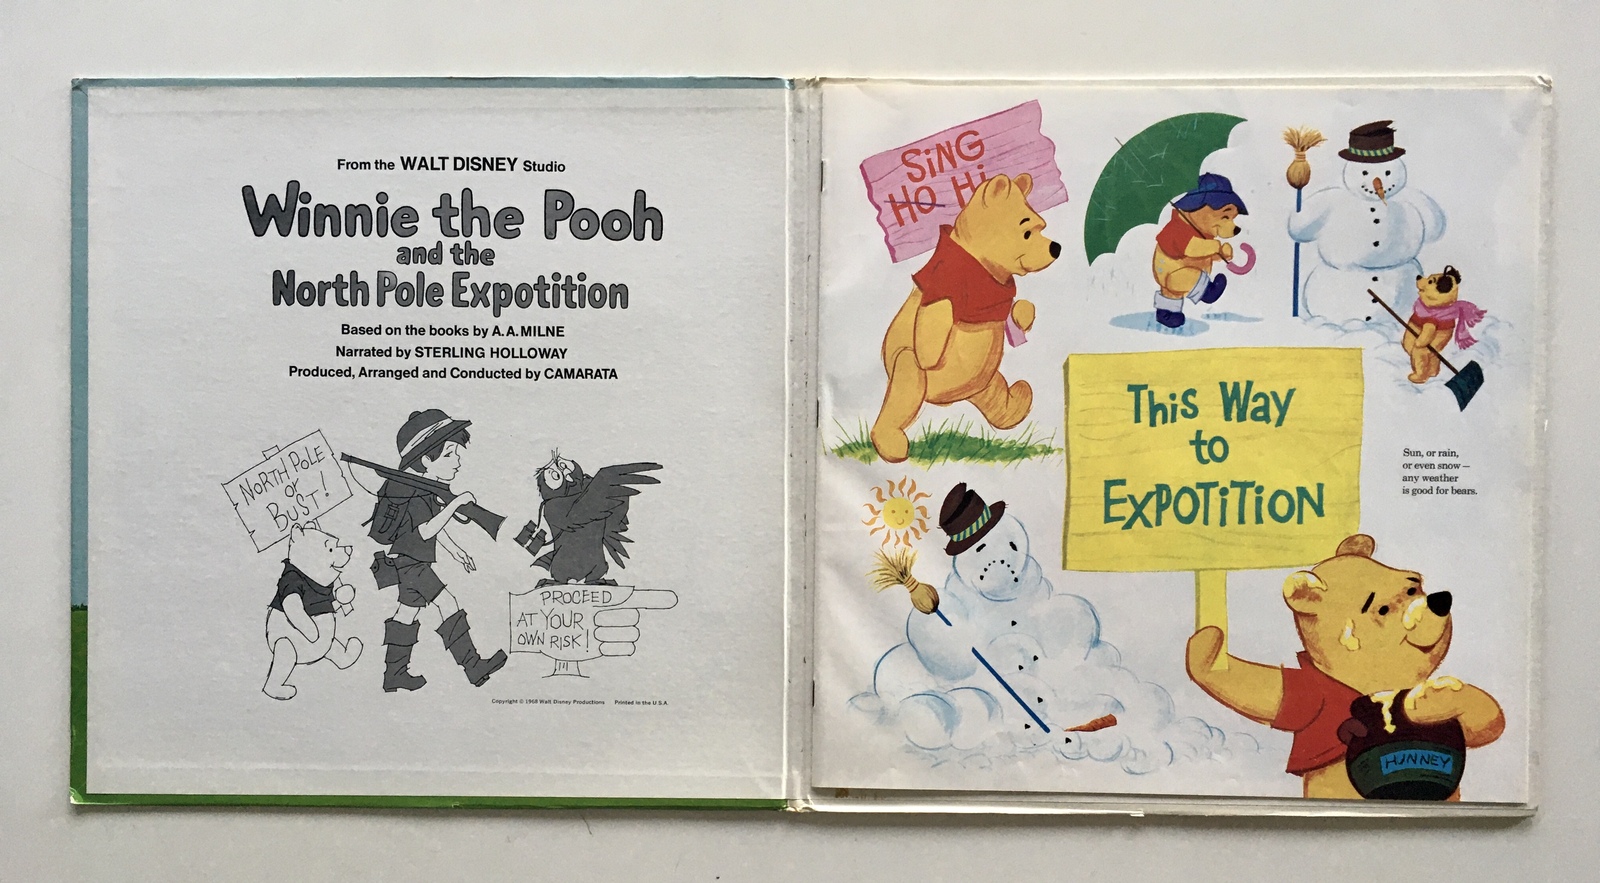 From the WALT DISNEY Studio
Winnie the Pooh
and the
North Pole Expotition
Based on the books by A. A. MILNE
Narrated by STERLING HOLLOWAY
Produced, Arranged and Conducted by CAMARATA
NORTH POLE
or
BUST!
PROCEED
AT YOUR
OWN RISK!
Copyright © 1968 Walt Disney Productions Printed in the U.S.A.
SING
HO HI
This Way
to
EXPOTITION
Sun, or rain,
or even snow —
any weather
is good for bears.
HUNNEY